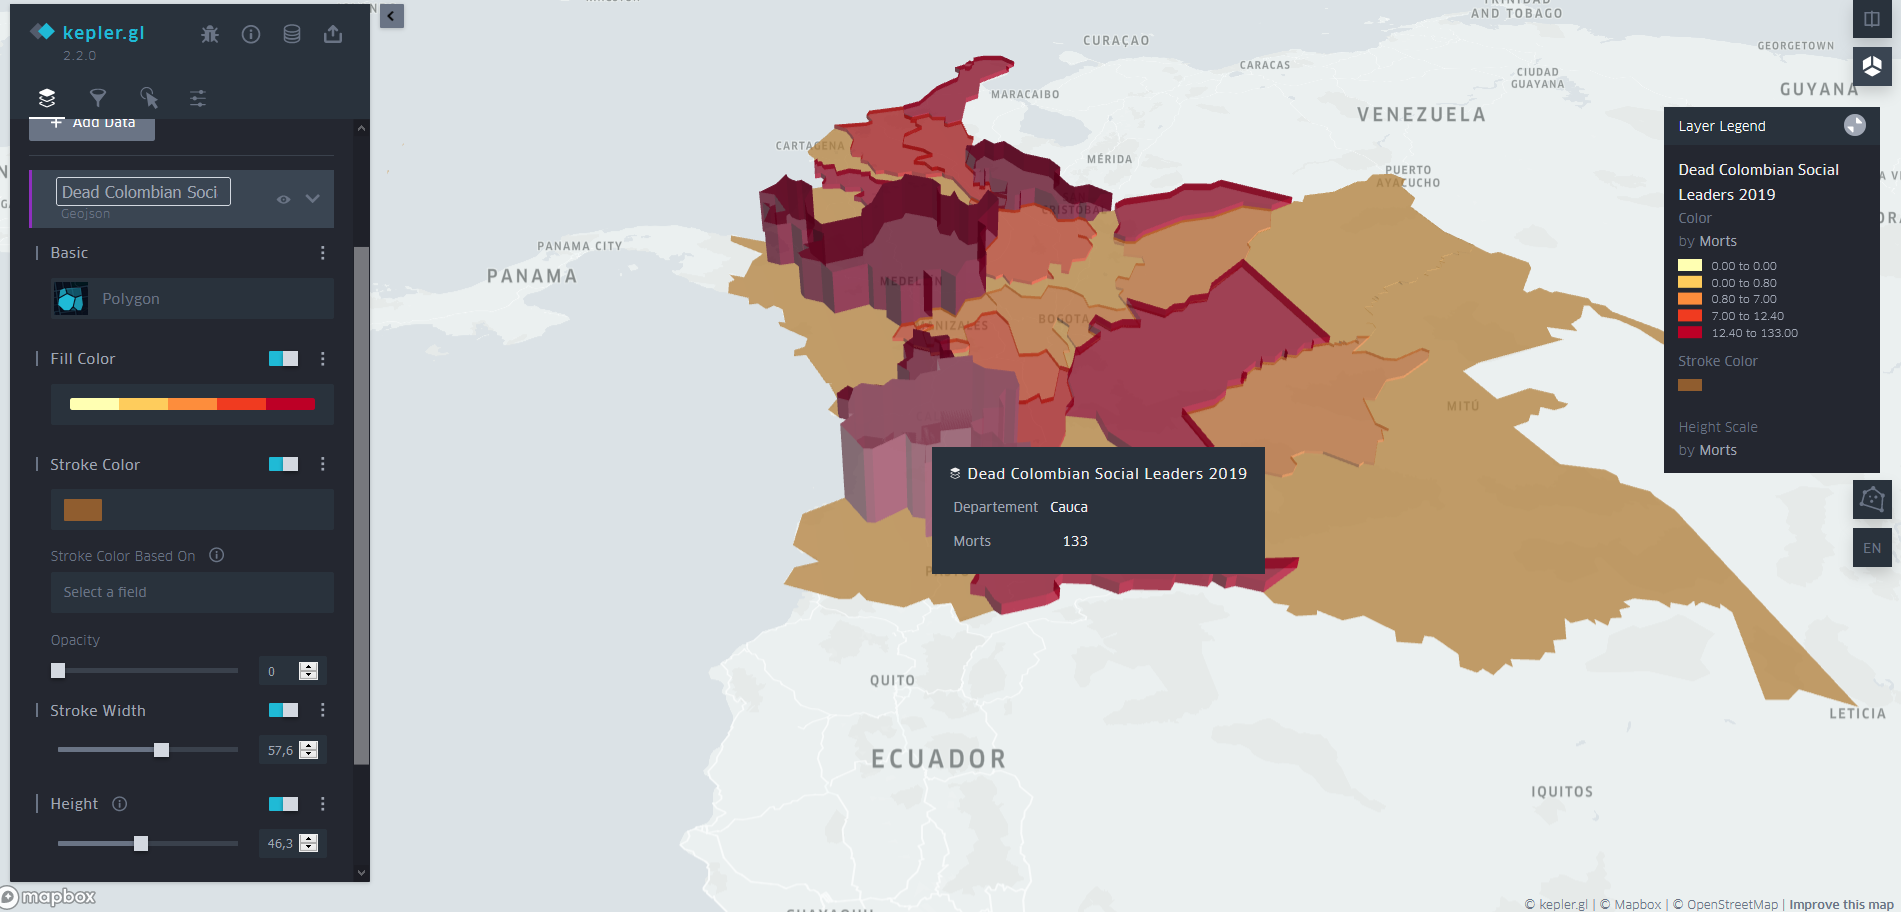 kepler.gl
2.2.0
Add Data
Dead Colombian Soci
Geojson
Basic
Polygon
Fill Color
Stroke Color
Stroke Color Based On
Select a field
Opacity
0
Stroke Width
57,6
Height
46,3
mapbox
TRINIDAD
AND TOBAGO
CURAÇAO
GEORGETOWN
CARACAS
CIUDAD
GUAYANA
GUYANA
MARACAIBO
VENEZUELA
CARTAGENA
MÉRIDA
PUERTO
AYACUCHO
CRISTOBAL
PANAMA CITY
PANAMA
MEDELLIN
MANIZALES
BOGOTA
MITÚ
Dead Colombian Social Leaders 2019
Departement Cauca
Morts 133
QUITO
LETICIA
ECUADOR
IQUITOS
GUAYAQUIL
Layer Legend
Dead Colombian Social
Leaders 2019
Color
by Morts
0.00 to 0.00
0.00 to 0.80
0.80 to 7.00
7.00 to 12.40
12.40 to 133.00
Stroke Color
Height Scale
by Morts
EN
© kepler.gl | © Mapbox | © OpenStreetMap | Improve this map